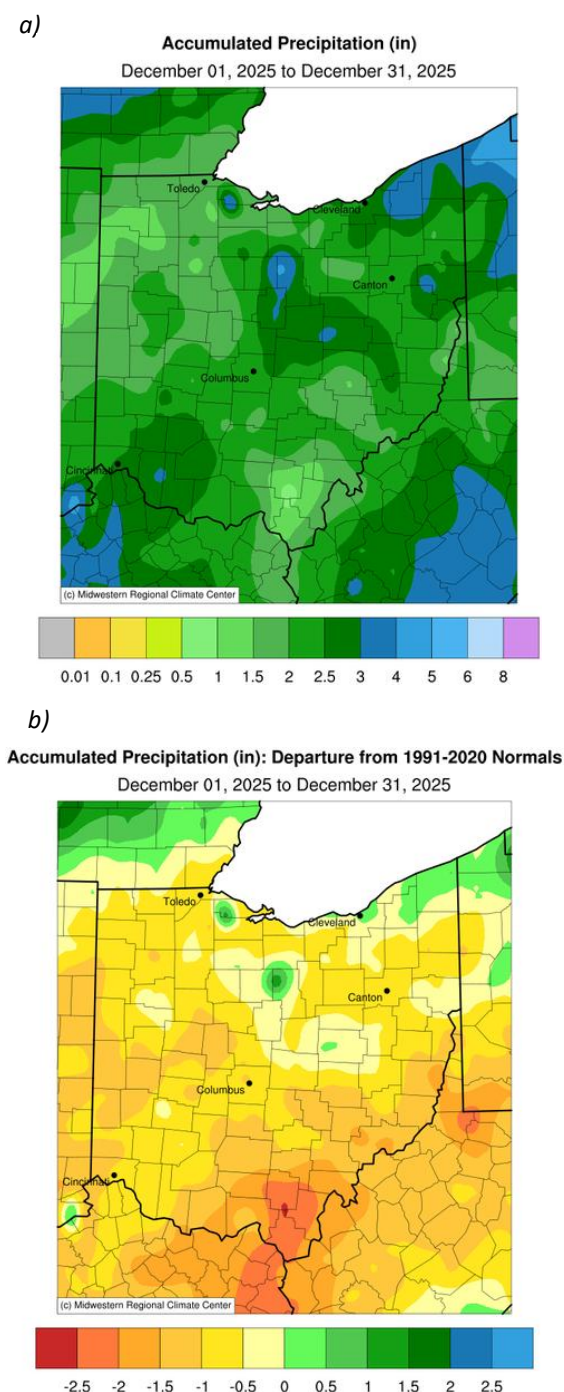 a)
Accumulated Precipitation (in)
December 01, 2025 to December 31, 2025
Toledo
Cleveland
Canton
Columbus
Cincinnati
(c) Midwestern Regional Climate Center
0.01 0.1 0.25 0.5 1 1.5 2 2.5 3 4 5 6 8
b)
Accumulated Precipitation (in): Departure from 1991-2020 Normals
December 01, 2025 to December 31, 2025
Toledo
Cleveland
Canton
Columbus
Cincinnati
(c) Midwestern Regional Climate Center
-2.5 -2 -1.5 -1 -0.5 0 0.5 1 1.5 2 2.5